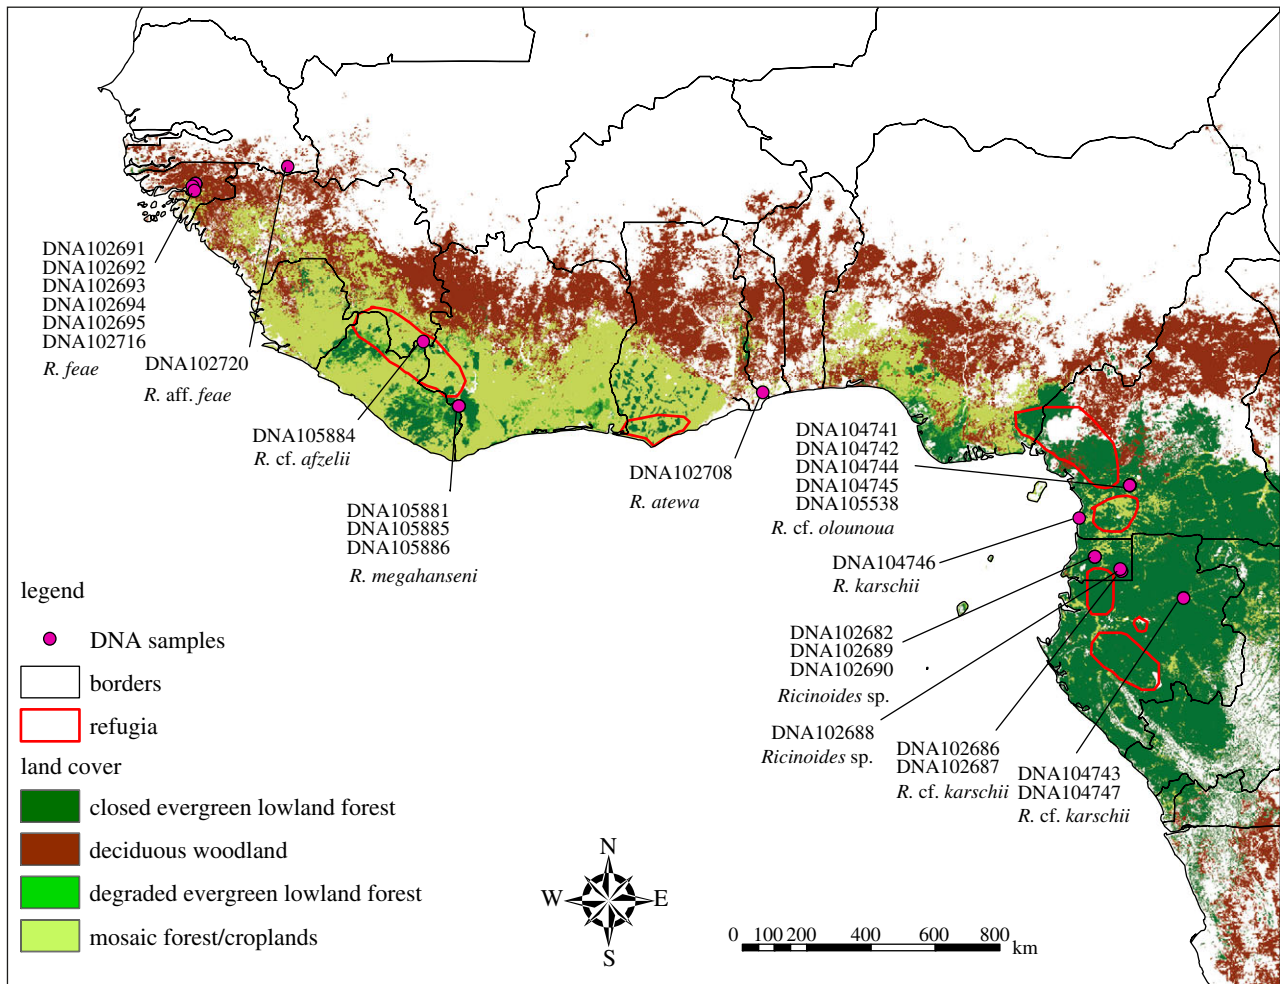 DNA102691
DNA102692
DNA102693
DNA102694
DNA102695
DNA102716
R. feae
DNA102720
R. aff. feae
DNA105884
R. cf. afzelii
DNA105881
DNA105885
DNA105886
R. megahanseni
DNA102708
R. atewa
DNA104741
DNA104742
DNA104744
DNA104745
DNA105538
R. cf. olounoua
DNA104746
R. karschii
DNA102682
DNA102689
DNA102690
Ricinoides sp.
DNA102688
Ricinoides sp.
DNA102686
DNA102687
R. cf. karschii
DNA104743
DNA104747
R. cf. karschii
legend
DNA samples
borders
refugia
land cover
closed evergreen lowland forest
deciduous woodland
degraded evergreen lowland forest
mosaic forest/croplands
N
W E
S
0 100 200 400 600 800
km